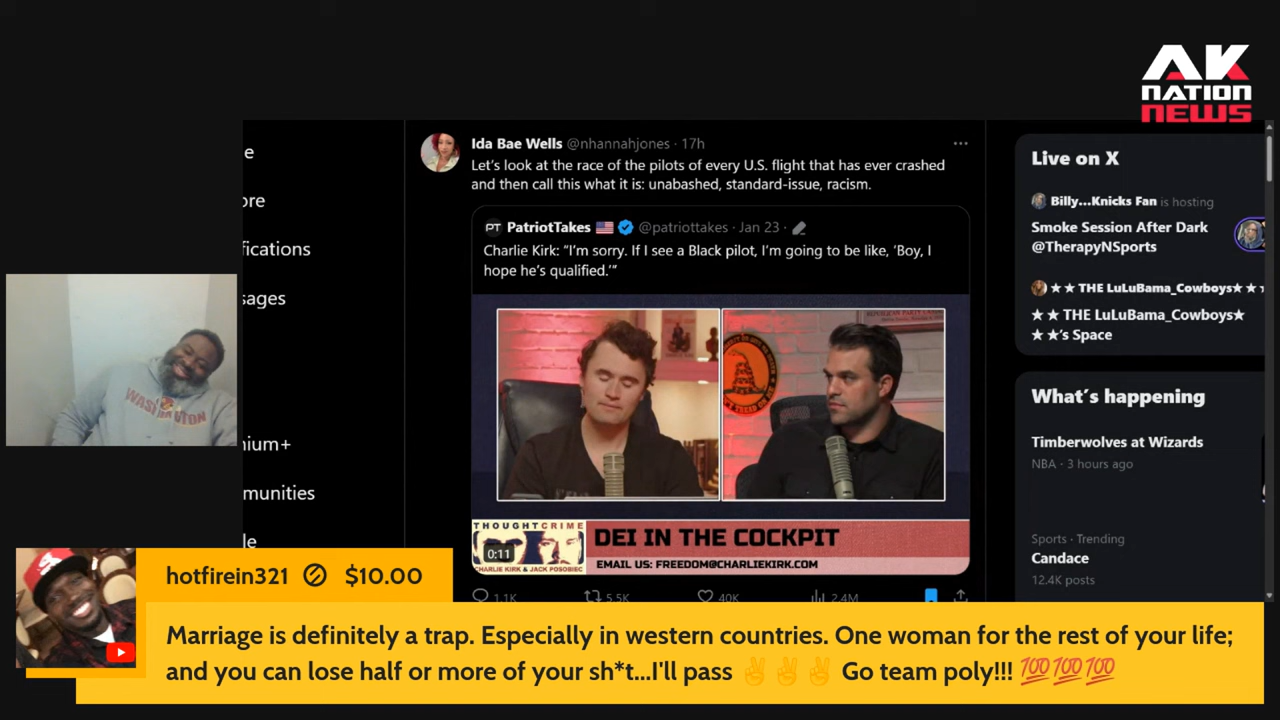 AK
NATION
NEWS
e
ore
fications
sages
nium+
munities
le
Ida Bae Wells @nhannahjones · 17h
Let's look at the race of the pilots of every U.S. flight that has ever crashed
and then call this what it is: unabashed, standard-issue, racism.
PT PatriotTakes 🇺🇸 @patriottakes · Jan 23 ·
Charlie Kirk: "I'm sorry. If I see a Black pilot, I'm going to be like, 'Boy, I
hope he's qualified.'"
WASHINGTON
THOUGHTCRIME
0:11
CHARLIE KIRK & JACK POSOBIEC
DEI IN THE COCKPIT
EMAIL US: FREEDOM@CHARLIEKIRK.COM
1.1K 5.5K 40K 2.4M
Live on X
Billy...Knicks Fan is hosting
Smoke Session After Dark
@TherapyNSports
★ ★ THE LuLuBama_Cowboys★ ★
★ ★ THE LuLuBama_Cowboys★
★ ★'s Space
What's happening
Timberwolves at Wizards
NBA · 3 hours ago
Sports · Trending
Candace
12.4K posts
hotfirein321 $10.00
Marriage is definitely a trap. Especially in western countries. One woman for the rest of your life;
and you can lose half or more of your sh*t...I'll pass ✌✌✌ Go team poly!!! 💯💯💯